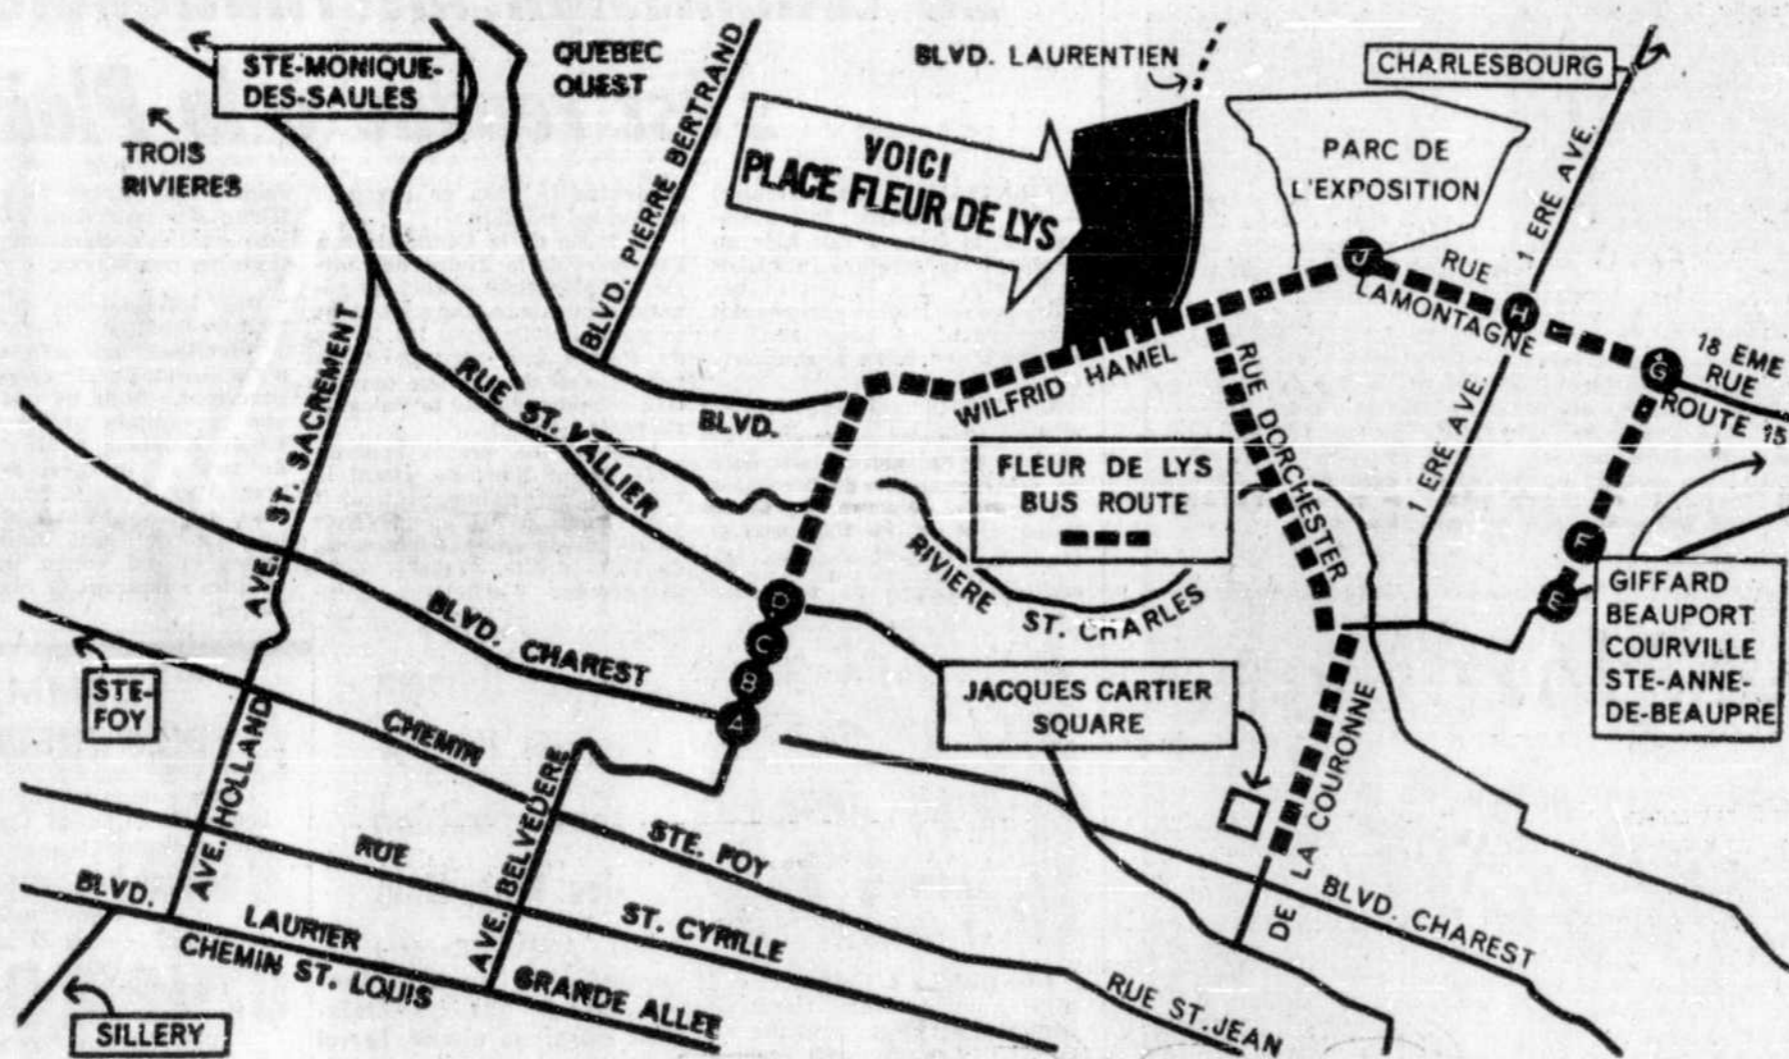 STE-MONIQUE-
DES-SAULES
QUEBEC
OUEST
BLVD. PIERRE BERTRAND
BLVD. LAURENTIEN
CHARLESBOURG
TROIS
RIVIERES
VOICI
PLACE FLEUR DE LYS
PARC DE
L'EXPOSITION
1 ERE AVE.
J
RUE
LAMONTAGNE
H
G
18 EME
RUE
ROUTE 15
AVE. ST. SACREMENT
RUE ST. VALLIER
BLVD.
WILFRID HAMEL
RUE DORCHESTER
1 ERE AVE.
FLEUR DE LYS
BUS ROUTE
RIVIERE ST. CHARLES
F
E
GIFFARD
BEAUPORT
COURVILLE
STE-ANNE-
DE-BEAUPRE
D
C
B
A
BLVD. CHAREST
STE-
FOY
JACQUES CARTIER
SQUARE
AVE. HOLLAND
CHEMIN
STE. FOY
AVE. BELVEDERE
DE LA COURONNE
RUE
ST. CYRILLE
BLVD. CHAREST
BLVD.
LAURIER
CHEMIN ST. LOUIS
GRANDE ALLEE
RUE ST. JEAN
SILLERY